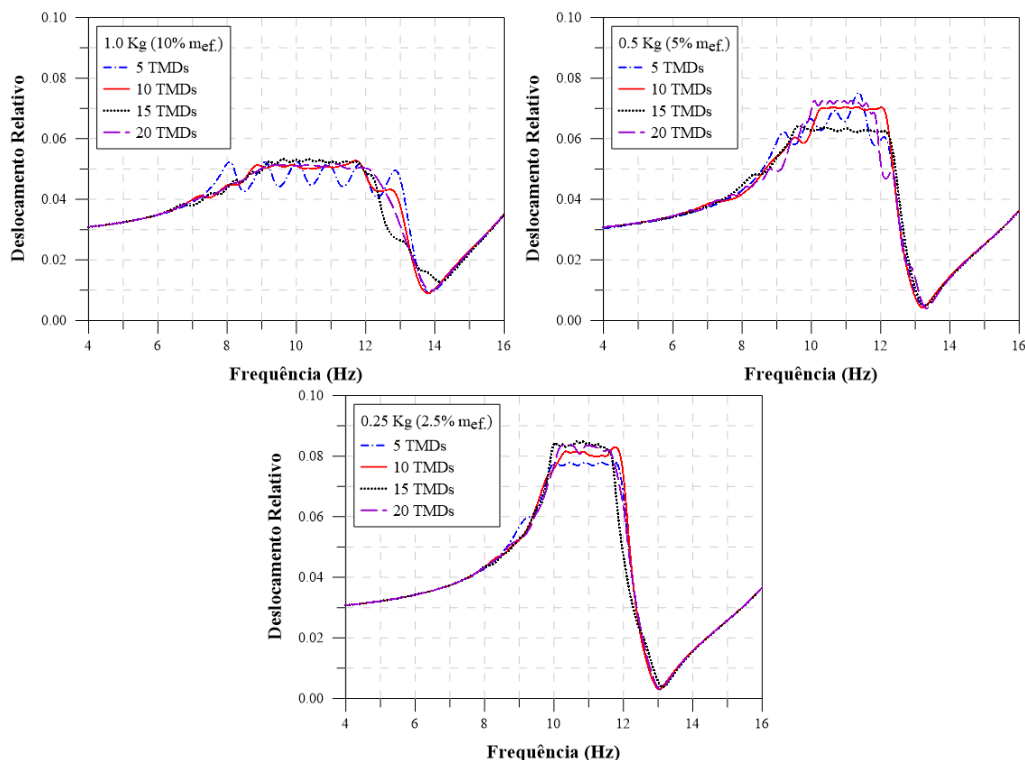 0.10
0.08
0.06
0.04
0.02
0.00
Deslocamento Relativo
1.0 Kg (10% mef.)
5 TMDs
10 TMDs
15 TMDs
20 TMDs
4 6 8 10 12 14 16
Frequência (Hz)
0.10
0.08
0.06
0.04
0.02
0.00
Deslocamento Relativo
0.5 Kg (5% mef.)
5 TMDs
10 TMDs
15 TMDs
20 TMDs
4 6 8 10 12 14 16
Frequência (Hz)
0.10
0.08
0.06
0.04
0.02
0.00
Deslocamento Relativo
0.25 Kg (2.5% mef.)
5 TMDs
10 TMDs
15 TMDs
20 TMDs
4 6 8 10 12 14 16
Frequência (Hz)